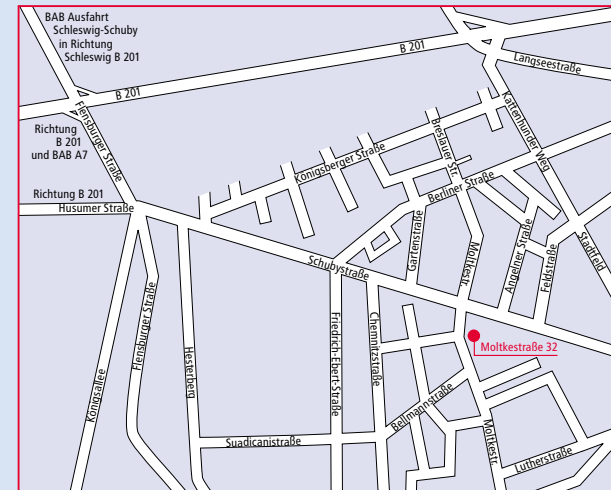 BAB Ausfahrt
Schleswig-Schuby
in Richtung
Schleswig B 201
B 201
Langseestraße
B 201
Flensburger Straße
Kattenhunder Weg
Richtung
B 201
und BAB A7
Breslauer Str.
Königsberger Straße
Berliner Straße
Richtung B 201
Husumer Straße
Gartenstraße
Moltkestr.
Angelner Straße
Feldstraße
Stadtfeld
Schubystraße
Flensburger Straße
Hesterberg
Friedrich-Ebert-Straße
Chemnitzstraße
Moltkestraße 32
Königsallee
Bellmannstraße
Suadicanistraße
Moltkestr.
Lutherstraße